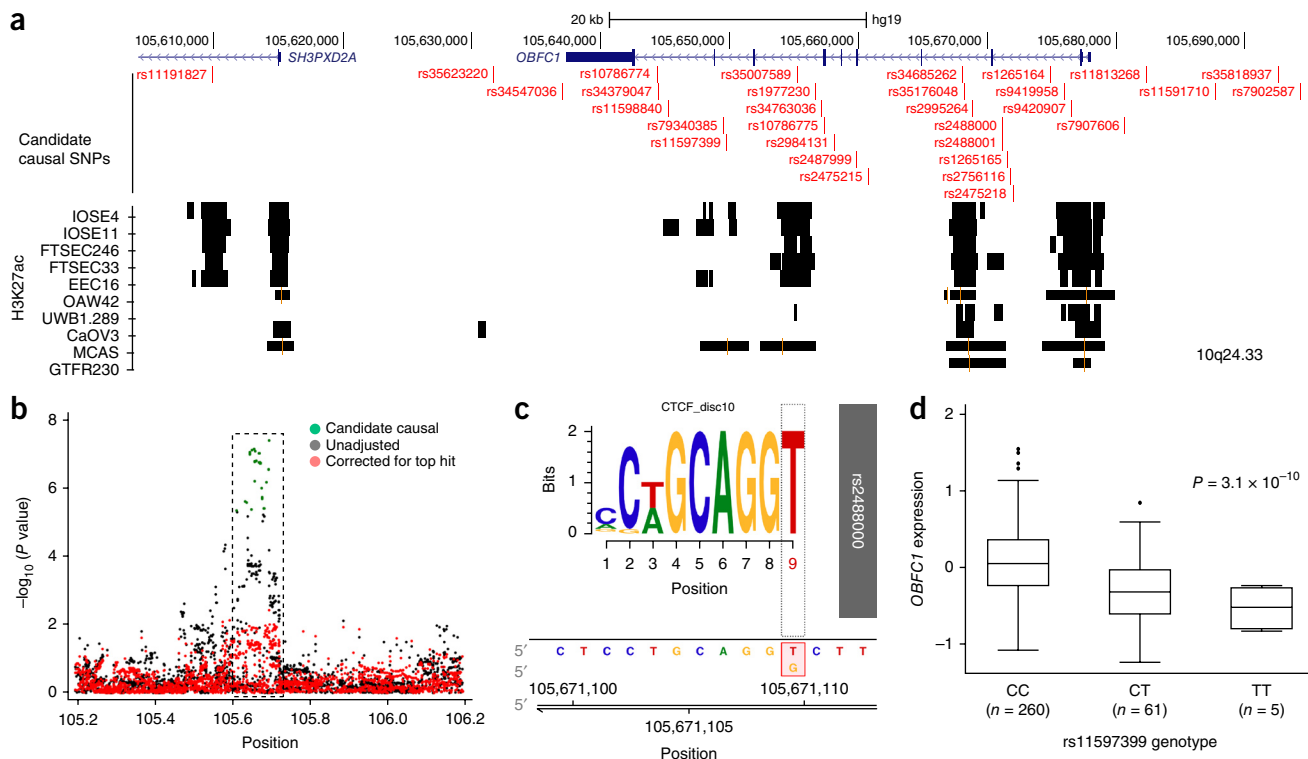 a
20 kb
hg19
105,610,000 105,620,000 105,630,000 105,640,000 105,650,000 105,660,000 105,670,000 105,680,000 105,690,000
SH3PXD2A OBFC1
rs11191827 rs35623220 rs10786774 rs35007589 rs34685262 rs1265164 rs11813268 rs35818937
rs34547036 rs34379047 rs1977230 rs35176048 rs9419958 rs11591710 rs7902587
rs11598840 rs34763036 rs2995264 rs9420907
rs79340385 rs10786775 rs2488000 rs7907606
rs11597399 rs2984131 rs2488001
rs2487999 rs1265165
rs2475215 rs2756116
rs2475218
Candidate
causal SNPs
H3K27ac
IOSE4
IOSE11
FTSEC246
FTSEC33
EEC16
OAW42
UWB1.289
CaOV3
MCAS
GTFR230
10q24.33
b
8
6
4
2
0
–log10 (P value)
Candidate causal
Unadjusted
Corrected for top hit
105.2 105.4 105.6 105.8 106.0 106.2
Position
c
CTCF_disc10
2
1
0
Bits
C C T G C A G G T
A A
1 2 3 4 5 6 7 8 9
Position
rs2488000
5′ C T C C T G C A G G T C T T
5′ G
105,671,100 105,671,110
5′
105,671,105
Position
d
2
1
0
–1
OBFC1 expression
P = 3.1 × 10–10
CC CT TT
(n = 260) (n = 61) (n = 5)
rs11597399 genotype